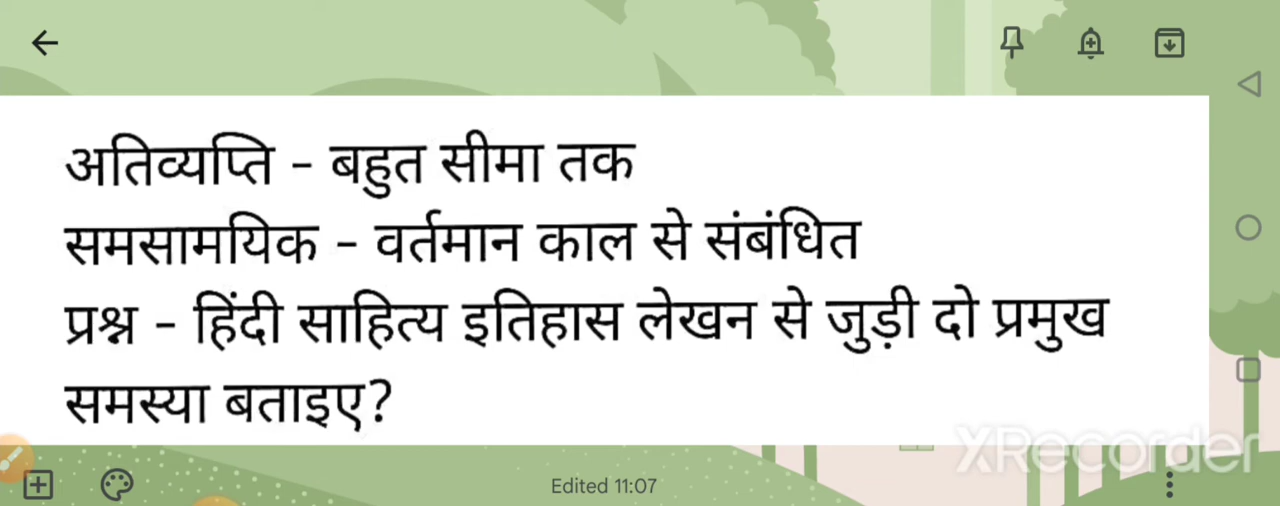 अतिव्यप्ति - बहुत सीमा तक
समसामयिक - वर्तमान काल से संबंधित
प्रश्न - हिंदी साहित्य इतिहास लेखन से जुड़ी दो प्रमुख
समस्या बताइए?
XRecorder
Edited 11:07